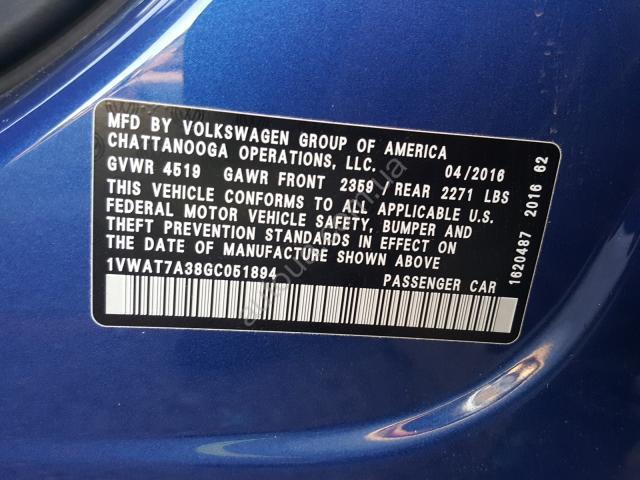 MFD BY VOLKSWAGEN GROUP OF AMERICA
CHATTANOOGA OPERATIONS, LLC. 04/2016
GVWR 4519 GAWR FRONT 2359 / REAR 2271 LBS
THIS VEHICLE CONFORMS TO ALL APPLICABLE U.S.
FEDERAL MOTOR VEHICLE SAFETY, BUMPER AND
THEFT PREVENTION STANDARDS IN EFFECT ON
THE DATE OF MANUFACTURE SHOWN ABOVE
1VWAT7A38GC051894 PASSENGER CAR
1620487 2016 62